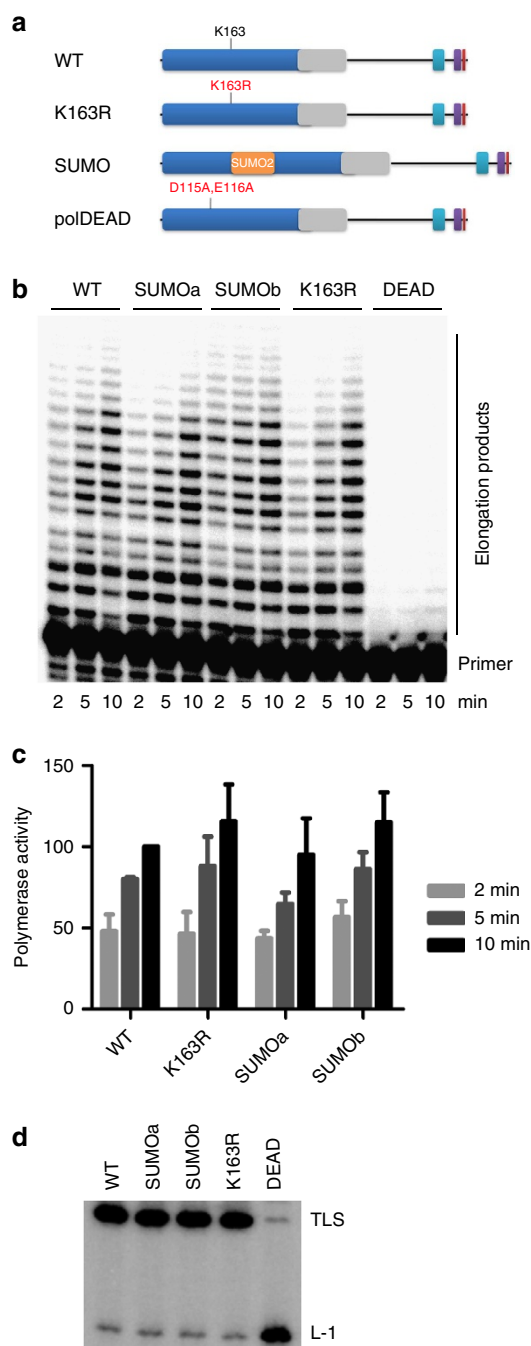 a
K163
WT
K163R
K163R
SUMO
SUMO2
D115A,E116A
polDEAD
b
WT SUMOa SUMOb K163R DEAD
Elongation products
Primer
2 5 10 2 5 10 2 5 10 2 5 10 2 5 10 min
c
150
100
50
0
Polymerase activity
2 min
5 min
10 min
WT K163R SUMOa SUMOb
d
WT SUMOa SUMOb K163R DEAD
TLS
L-1